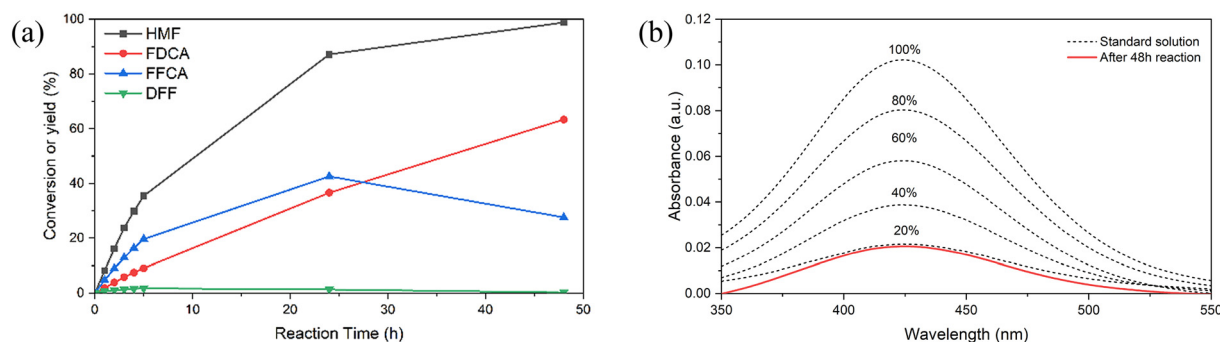 (a)
100
80
60
40
20
0
Conversion or yield (%)
HMF
FDCA
FFCA
DFF
0 10 20 30 40 50
Reaction Time (h)
(b)
0.12
0.10
0.08
0.06
0.04
0.02
0.00
Absorbance (a.u.)
100%
80%
60%
40%
20%
Standard solution
After 48h reaction
350 400 450 500 550
Wavelength (nm)